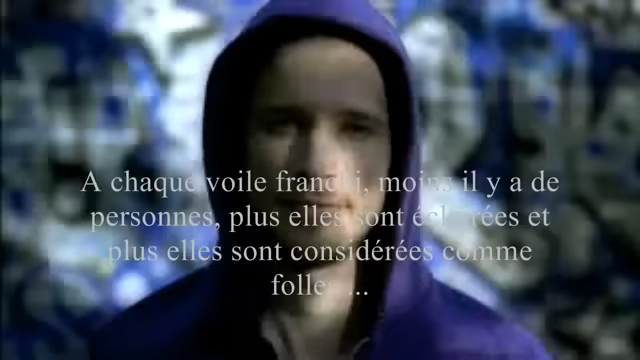 A chaque voile franchi, moins il y a de
personnes, plus elles sont éclairées et
plus elles sont considérées comme
folles ...